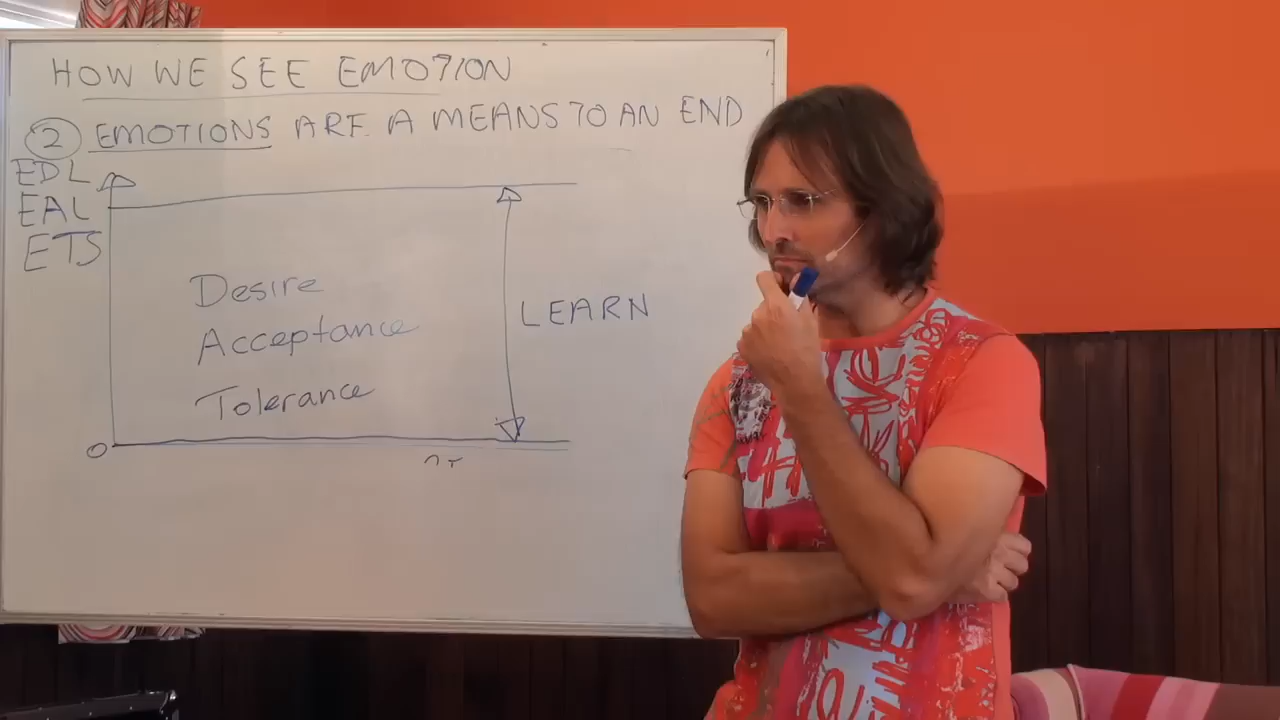 HOW WE SEE EMOTION
2 EMOTIONS ARE A MEANS TO AN END
EDL
EAL
ETS
Desire
Acceptance
Tolerance
LEARN
0